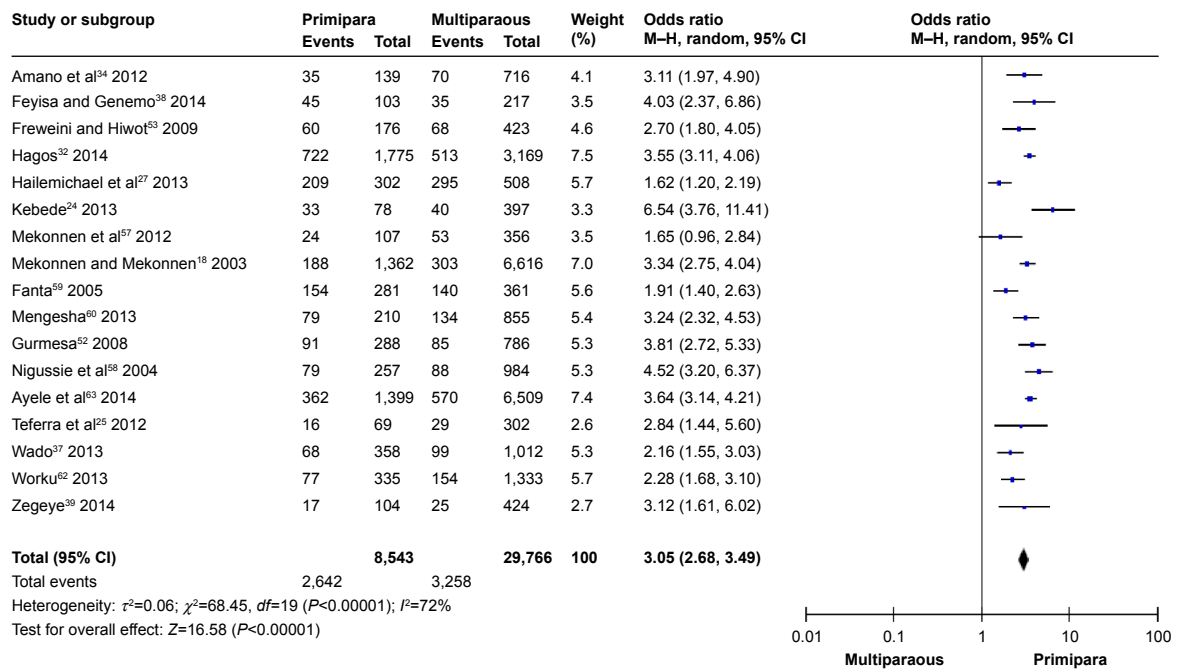 Study or subgroup Primipara Multiparaous Weight Odds ratio Odds ratio
Events Total Events Total (%) M–H, random, 95% CI M–H, random, 95% CI
Amano et al34 2012 35 139 70 716 4.1 3.11 (1.97, 4.90)
Feyisa and Genemo38 2014 45 103 35 217 3.5 4.03 (2.37, 6.86)
Freweini and Hiwot53 2009 60 176 68 423 4.6 2.70 (1.80, 4.05)
Hagos32 2014 722 1,775 513 3,169 7.5 3.55 (3.11, 4.06)
Hailemichael et al27 2013 209 302 295 508 5.7 1.62 (1.20, 2.19)
Kebede24 2013 33 78 40 397 3.3 6.54 (3.76, 11.41)
Mekonnen et al57 2012 24 107 53 356 3.5 1.65 (0.96, 2.84)
Mekonnen and Mekonnen18 2003 188 1,362 303 6,616 7.0 3.34 (2.75, 4.04)
Fanta59 2005 154 281 140 361 5.6 1.91 (1.40, 2.63)
Mengesha60 2013 79 210 134 855 5.4 3.24 (2.32, 4.53)
Gurmesa52 2008 91 288 85 786 5.3 3.81 (2.72, 5.33)
Nigussie et al58 2004 79 257 88 984 5.3 4.52 (3.20, 6.37)
Ayele et al63 2014 362 1,399 570 6,509 7.4 3.64 (3.14, 4.21)
Teferra et al25 2012 16 69 29 302 2.6 2.84 (1.44, 5.60)
Wado37 2013 68 358 99 1,012 5.3 2.16 (1.55, 3.03)
Worku62 2013 77 335 154 1,333 5.7 2.28 (1.68, 3.10)
Zegeye39 2014 17 104 25 424 2.7 3.12 (1.61, 6.02)
Total (95% CI) 8,543 29,766 100 3.05 (2.68, 3.49)
Total events 2,642 3,258
Heterogeneity: τ²=0.06; χ²=68.45, df=19 (P<0.00001); I²=72%
Test for overall effect: Z=16.58 (P<0.00001)
0.01 0.1 1 10 100
Multiparaous Primipara